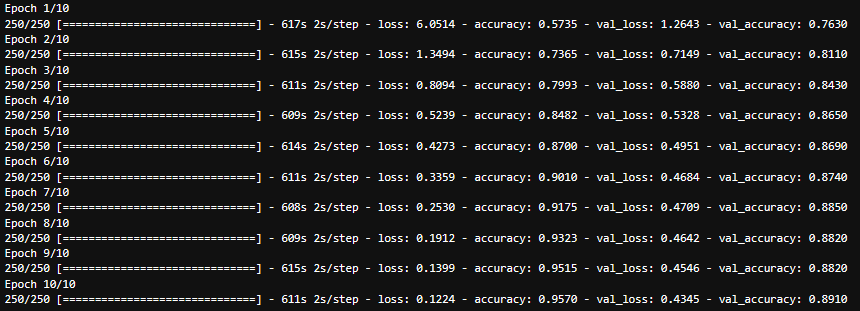 Epoch 1/10
250/250 [==============================] - 617s 2s/step - loss: 6.0514 - accuracy: 0.5735 - val_loss: 1.2643 - val_accuracy: 0.7630
Epoch 2/10
250/250 [==============================] - 615s 2s/step - loss: 1.3494 - accuracy: 0.7365 - val_loss: 0.7149 - val_accuracy: 0.8110
Epoch 3/10
250/250 [==============================] - 611s 2s/step - loss: 0.8094 - accuracy: 0.7993 - val_loss: 0.5880 - val_accuracy: 0.8430
Epoch 4/10
250/250 [==============================] - 609s 2s/step - loss: 0.5239 - accuracy: 0.8482 - val_loss: 0.5328 - val_accuracy: 0.8650
Epoch 5/10
250/250 [==============================] - 614s 2s/step - loss: 0.4273 - accuracy: 0.8700 - val_loss: 0.4951 - val_accuracy: 0.8690
Epoch 6/10
250/250 [==============================] - 611s 2s/step - loss: 0.3359 - accuracy: 0.9010 - val_loss: 0.4684 - val_accuracy: 0.8740
Epoch 7/10
250/250 [==============================] - 608s 2s/step - loss: 0.2530 - accuracy: 0.9175 - val_loss: 0.4709 - val_accuracy: 0.8850
Epoch 8/10
250/250 [==============================] - 609s 2s/step - loss: 0.1912 - accuracy: 0.9323 - val_loss: 0.4642 - val_accuracy: 0.8820
Epoch 9/10
250/250 [==============================] - 615s 2s/step - loss: 0.1399 - accuracy: 0.9515 - val_loss: 0.4546 - val_accuracy: 0.8820
Epoch 10/10
250/250 [==============================] - 611s 2s/step - loss: 0.1224 - accuracy: 0.9570 - val_loss: 0.4345 - val_accuracy: 0.8910